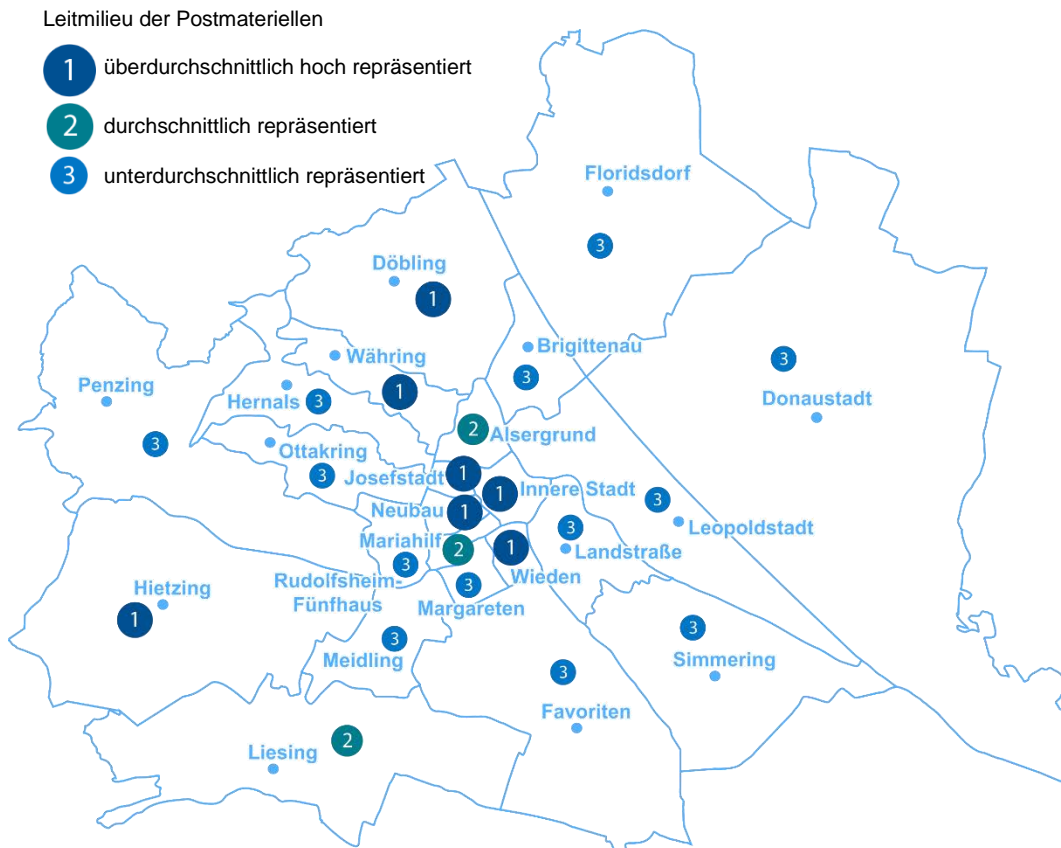 Leitmilieu der Postmateriellen
1 überdurchschnittlich hoch repräsentiert
2 durchschnittlich repräsentiert
3 unterdurchschnittlich repräsentiert
Floridsdorf
3
Döbling
1
Brigittenau
3
Währing
1
3
Donaustadt
Penzing
3
Hernals 3
2 Alsergrund
Ottakring
3
Josefstadt 1
1 Innere Stadt
Neubau 1
3
Leopoldstadt
3
Landstraße
Mariahilf 2
1
Wieden
3
Rudolfsheim-
Fünfhaus
3
Margareten
Hietzing
1
3
Meidling
3
Simmering
3
Favoriten
2
Liesing